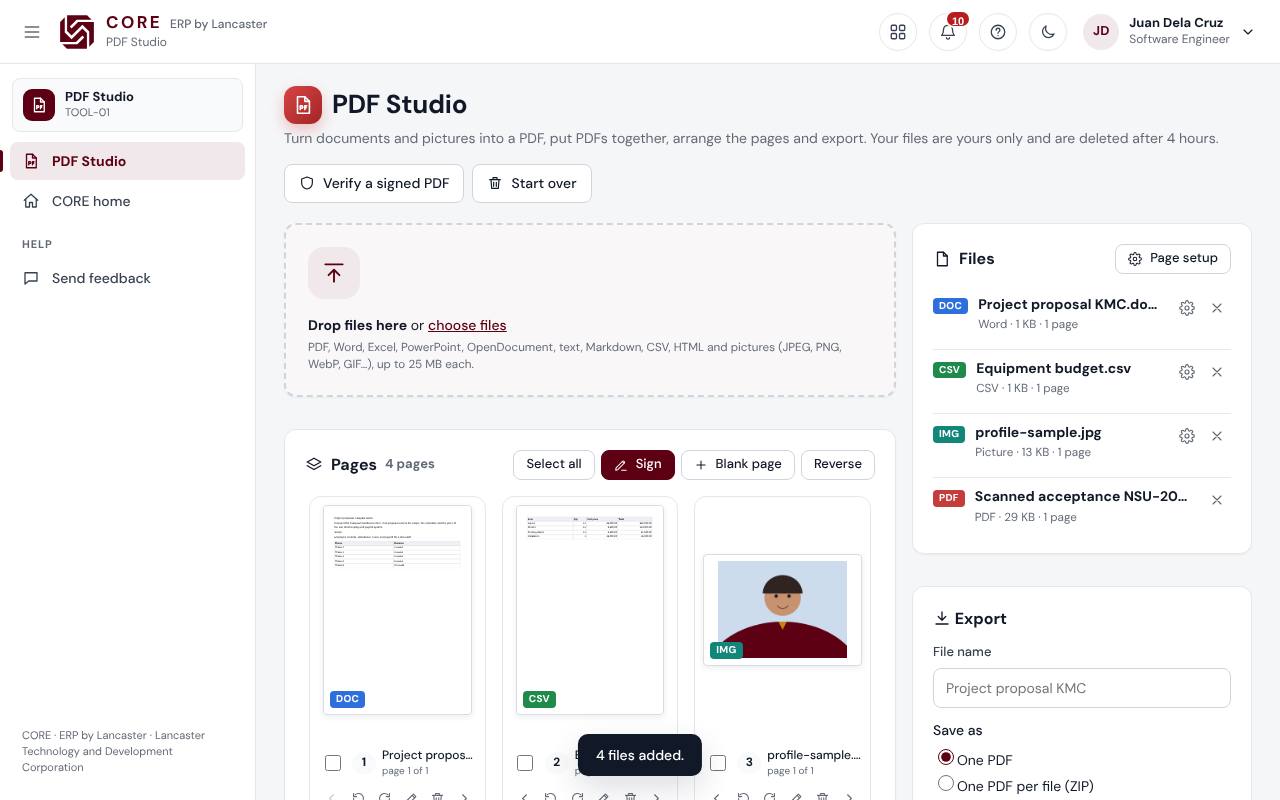 CORE ERP by Lancaster
PDF Studio
10
JD
Juan Dela Cruz
Software Engineer
PDF Studio
TOOL-01
PDF Studio
CORE home
HELP
Send feedback
CORE · ERP by Lancaster · Lancaster
Technology and Development
Corporation
PDF Studio
Turn documents and pictures into a PDF, put PDFs together, arrange the pages and export. Your files are yours only and are deleted after 4 hours.
Verify a signed PDF
Start over
Drop files here or choose files
PDF, Word, Excel, PowerPoint, OpenDocument, text, Markdown, CSV, HTML and pictures (JPEG, PNG,
WebP, GIF…), up to 25 MB each.
Pages 4 pages
Select all
Sign
Blank page
Reverse
DOC
CSV
IMG
1 Project propos…
page 1 of 1
2
3 profile-sample.…
page 1 of 1
4 files added.
Files
Page setup
DOC Project proposal KMC.do…
Word · 1 KB · 1 page
CSV Equipment budget.csv
CSV · 1 KB · 1 page
IMG profile-sample.jpg
Picture · 13 KB · 1 page
PDF Scanned acceptance NSU-20…
PDF · 29 KB · 1 page
Export
File name
Project proposal KMC
Save as
One PDF
One PDF per file (ZIP)